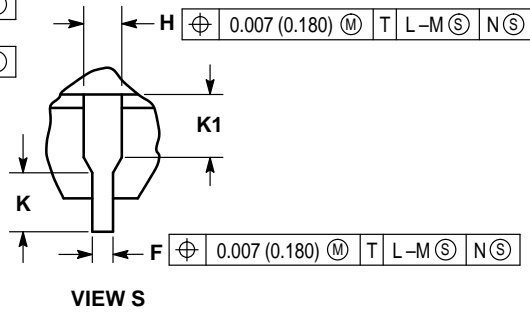 H ⌖ 0.007 (0.180) Ⓜ T L–M Ⓢ N Ⓢ
K1
K
F ⌖ 0.007 (0.180) Ⓜ T L–M Ⓢ N Ⓢ
VIEW S